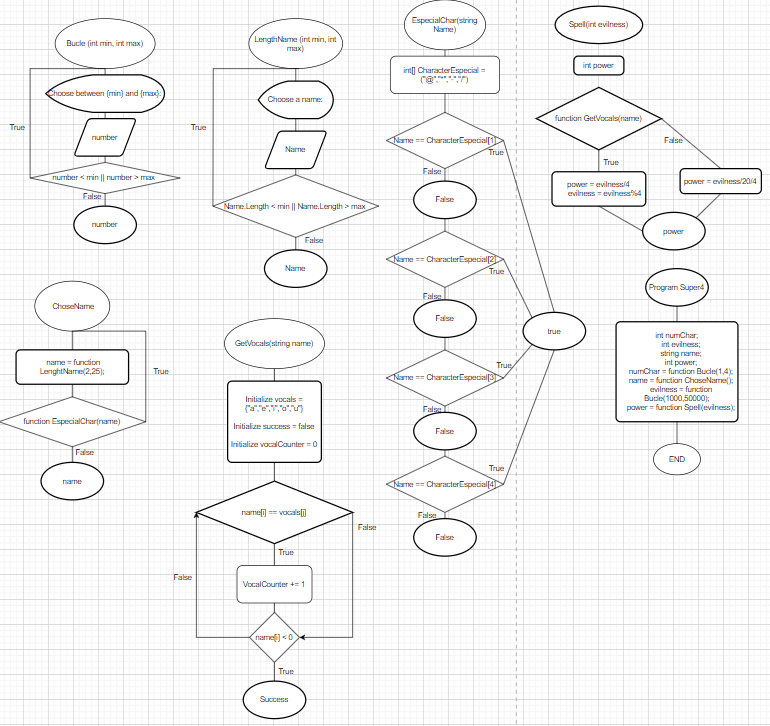 Bucle (int min, int max)
Choose between {min} and {max}:
True
number
number < min || number > max
False
number
LengthName (int min, int
max)
Choose a name:
True
Name
Name.Length < min || Name.Length > max
False
Name
EspecialChar(string
Name)
int[] CharacterEspecial =
("@","*","-","/")
Name == CharacterEspecial[1]
True
False
False
Name == CharacterEspecial[2]
True
False
False
Name == CharacterEspecial[3]
True
False
False
Name == CharacterEspecial[4]
True
False
False
true
Spell(int evilness)
int power
function GetVocals(name)
False
True
power = evilness/4
evilness = evilness%4
power = evilness/20/4
power
ChoseName
name = function
LenghtName(2,25);
True
function EspecialChar(name)
False
name
GetVocals(string name)
Initialize vocals =
("a","e","i","o","u")
Initialize success = false
Initialize vocalCounter = 0
name[i] == vocals[j]
False
True
False
VocalCounter += 1
name[i] < 0
True
Success
Program Super4
int numChar;
int evilness;
string name;
int power;
numChar = function Bucle(1,4);
name = function ChoseName();
evilness = function
Bucle(1000,50000);
power = function Spell(evilness);
END